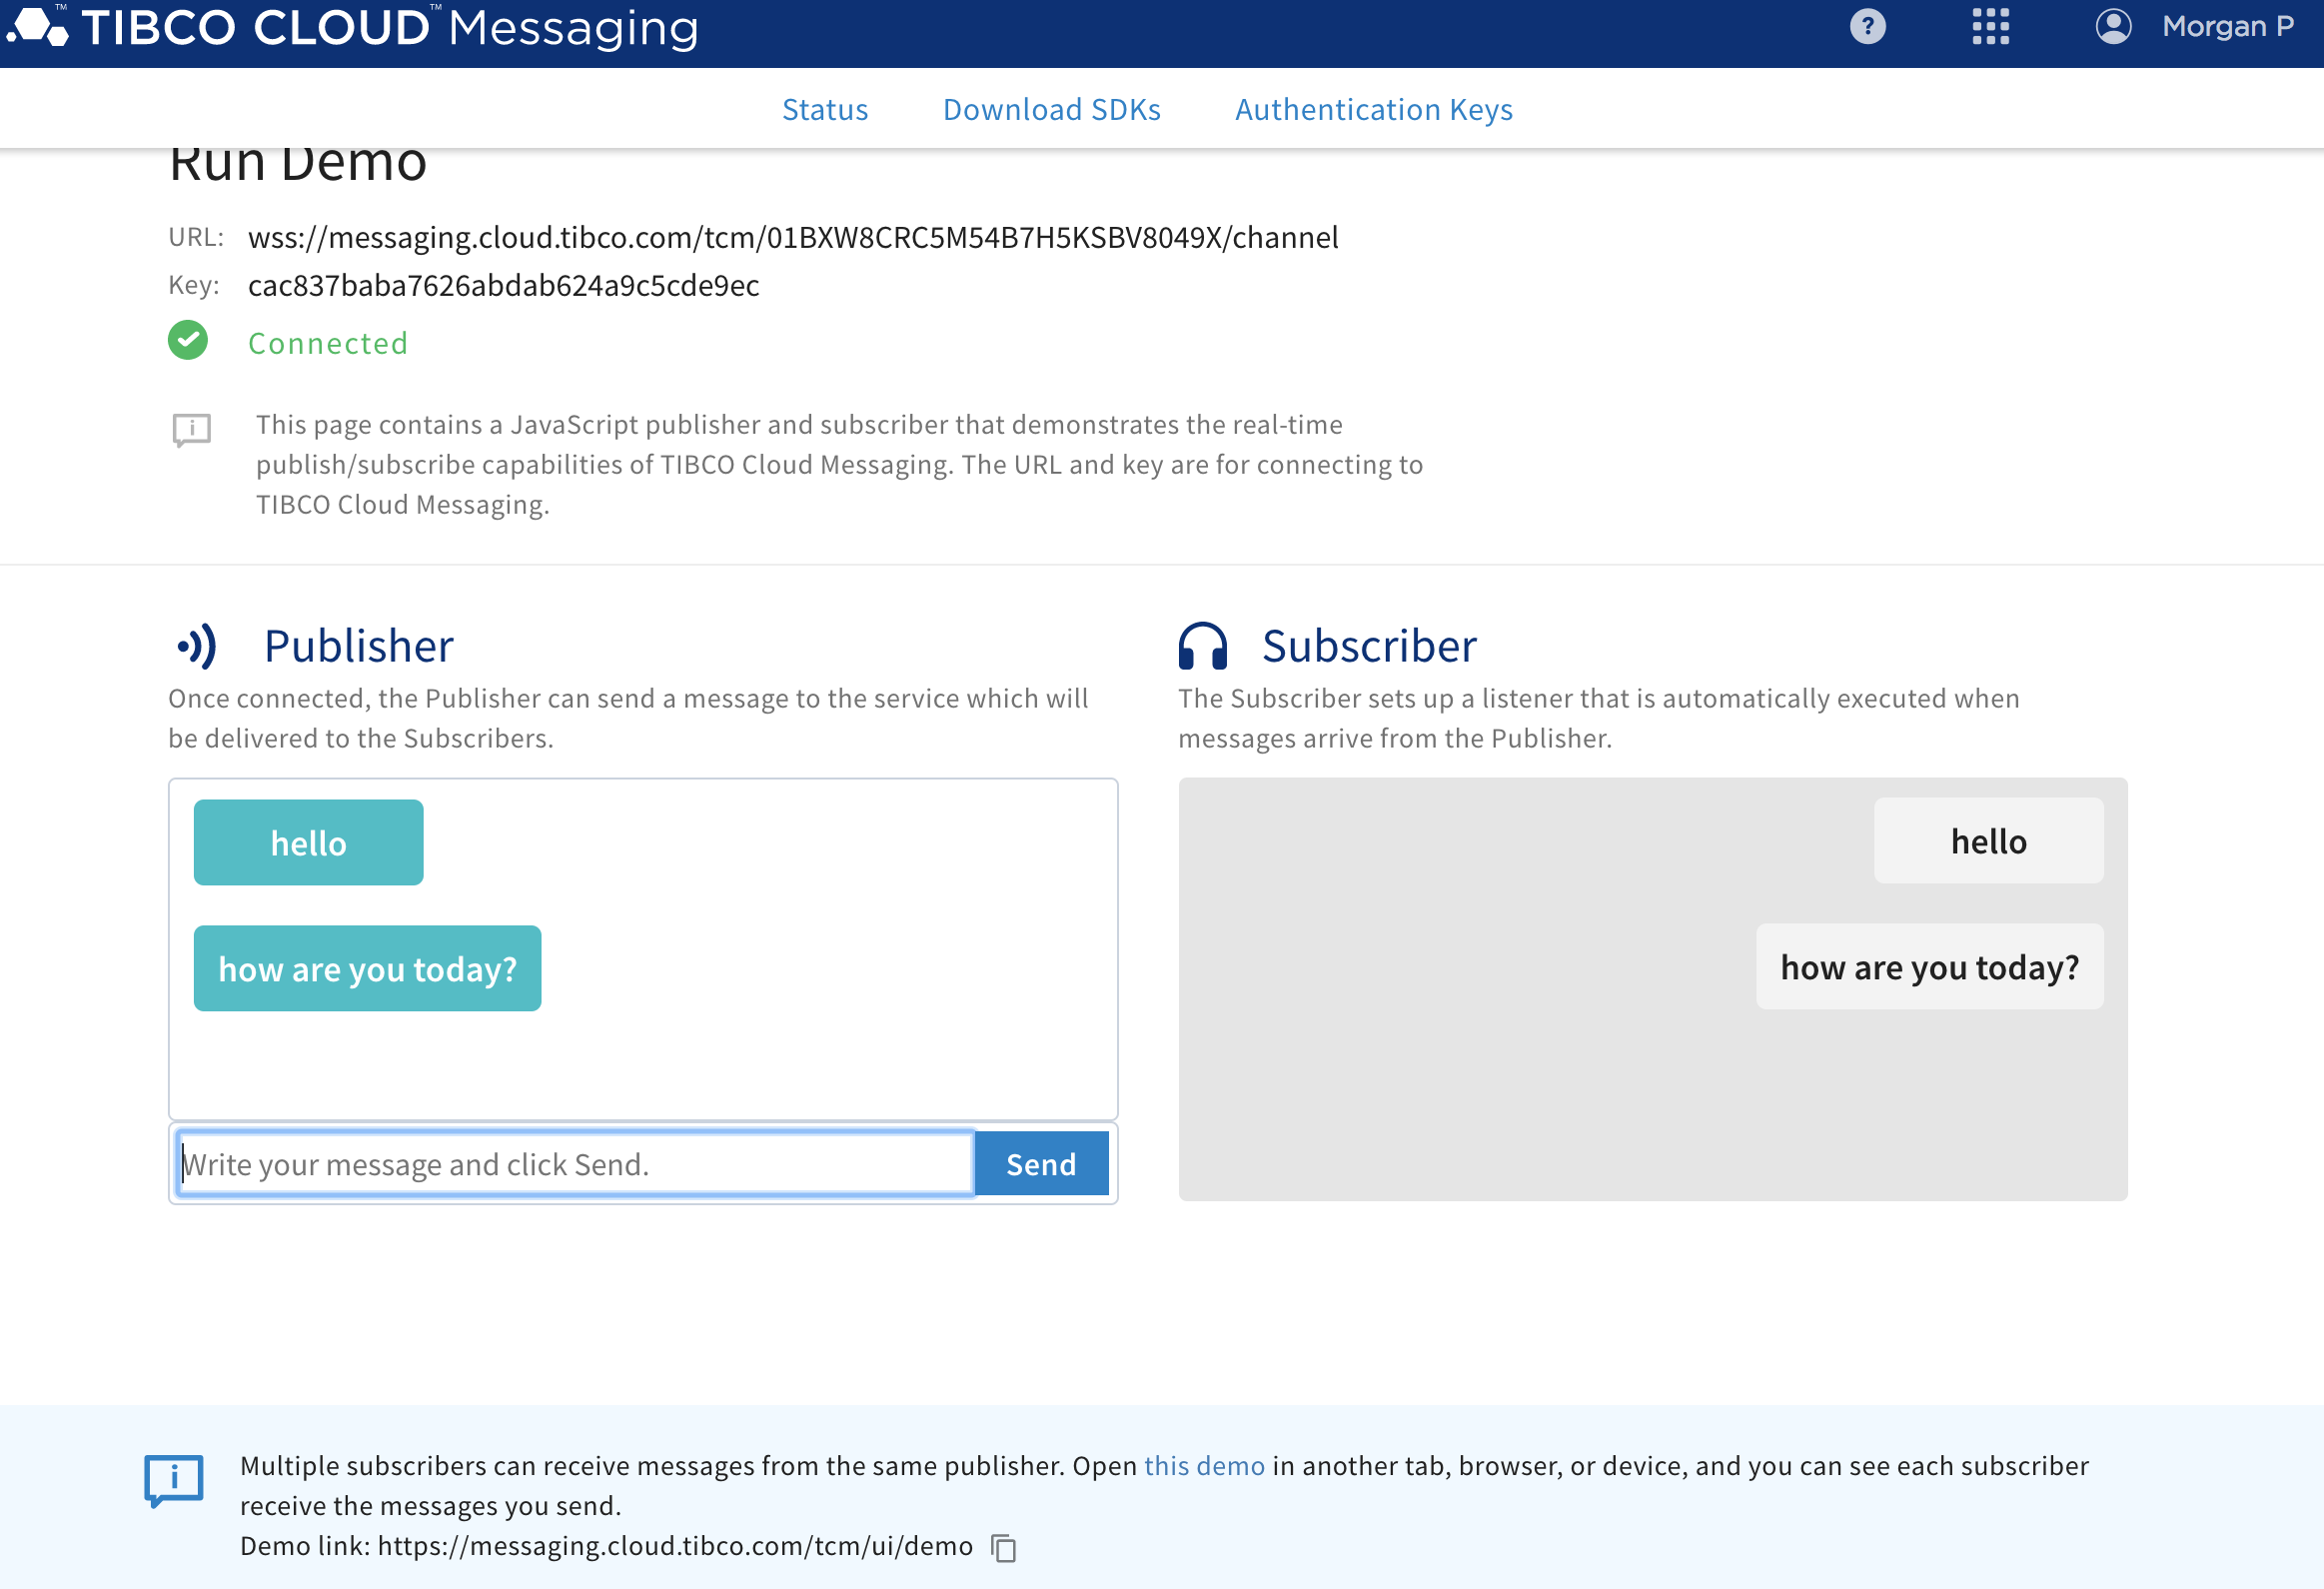 TIBCO CLOUD™ Messaging
? Morgan P
Status Download SDKs Authentication Keys
Run Demo
URL: wss://messaging.cloud.tibco.com/tcm/01BXW8CRC5M54B7H5KSBV8049X/channel
Key: cac837baba7626abdab624a9c5cde9ec
Connected
This page contains a JavaScript publisher and subscriber that demonstrates the real-time
publish/subscribe capabilities of TIBCO Cloud Messaging. The URL and key are for connecting to
TIBCO Cloud Messaging.
Publisher
Once connected, the Publisher can send a message to the service which will
be delivered to the Subscribers.
hello
how are you today?
Write your message and click Send.
Send
Subscriber
The Subscriber sets up a listener that is automatically executed when
messages arrive from the Publisher.
hello
how are you today?
Multiple subscribers can receive messages from the same publisher. Open this demo in another tab, browser, or device, and you can see each subscriber
receive the messages you send.
Demo link: https://messaging.cloud.tibco.com/tcm/ui/demo